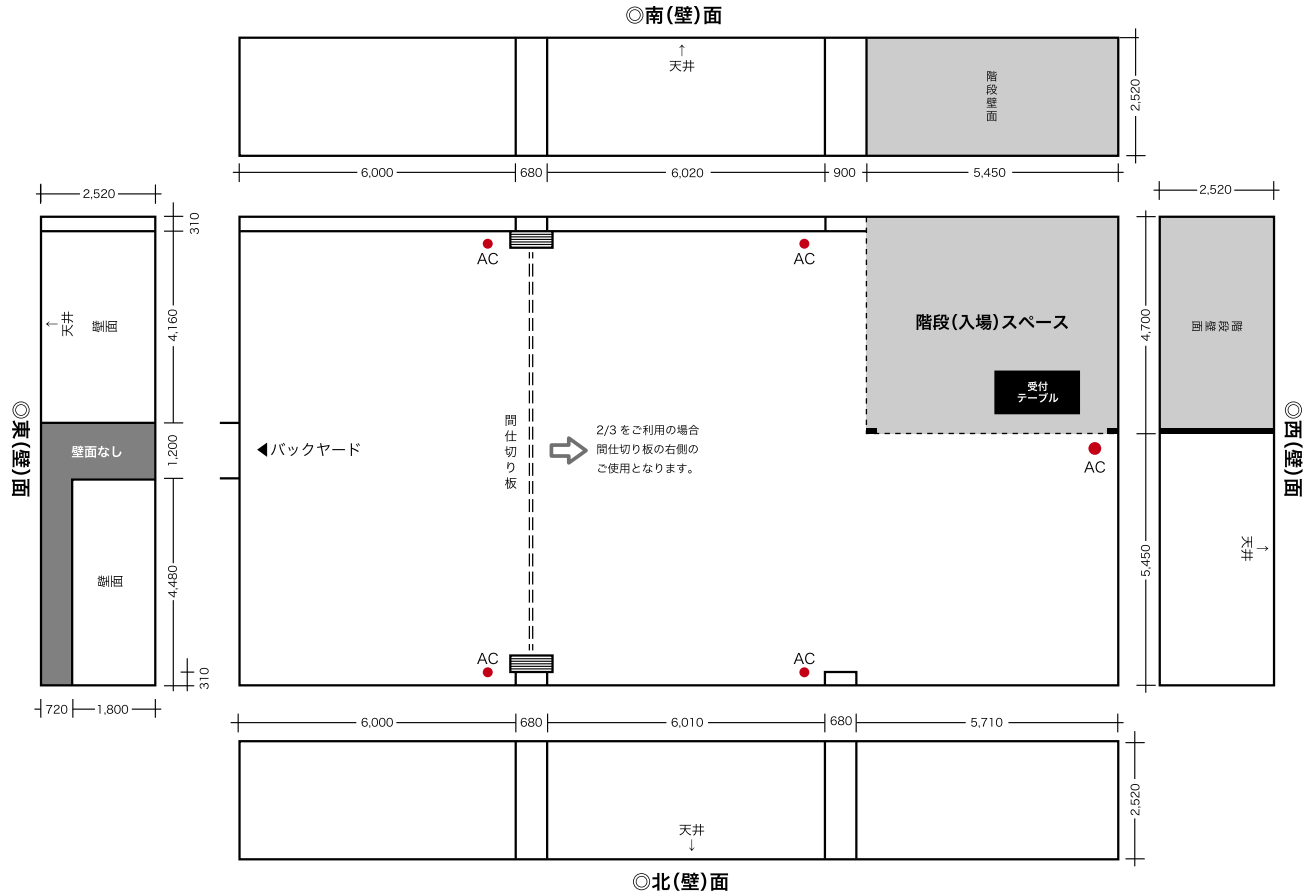 ◎南(壁)面
↑
天井
階段壁面
2,520
6,000
680
6,020
900
5,450
2,520
310
4,160
1,200
4,480
310
720
1,800
↑
天井
壁面
壁面なし
壁面
◎東(壁)面
AC
AC
階段(入場)スペース
受付
テーブル
AC
◀バックヤード
間仕切り板
2/3 をご利用の場合
間仕切り板の右側の
ご使用となります。
AC
AC
4,700
5,450
2,520
階段壁面
↑
天井
◎西(壁)面
6,000
680
6,010
680
5,710
2,520
天井
↓
◎北(壁)面